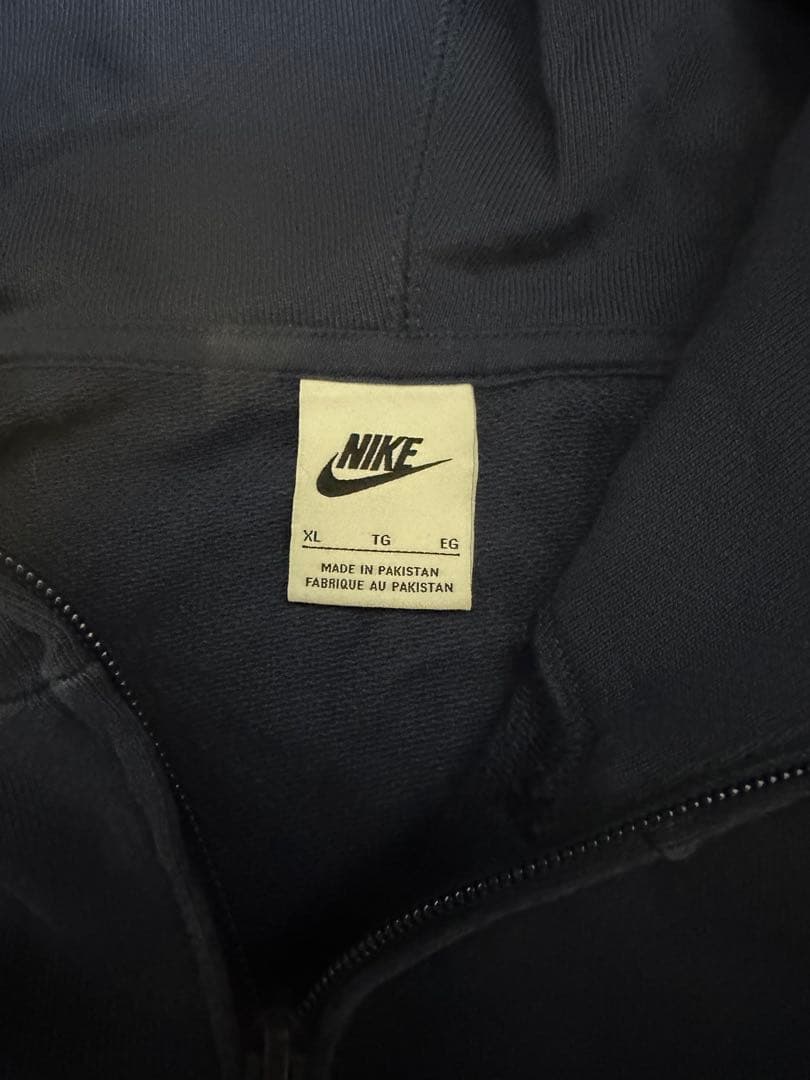 NIKE
XL TG EG
MADE IN PAKISTAN
FABRIQUE AU PAKISTAN